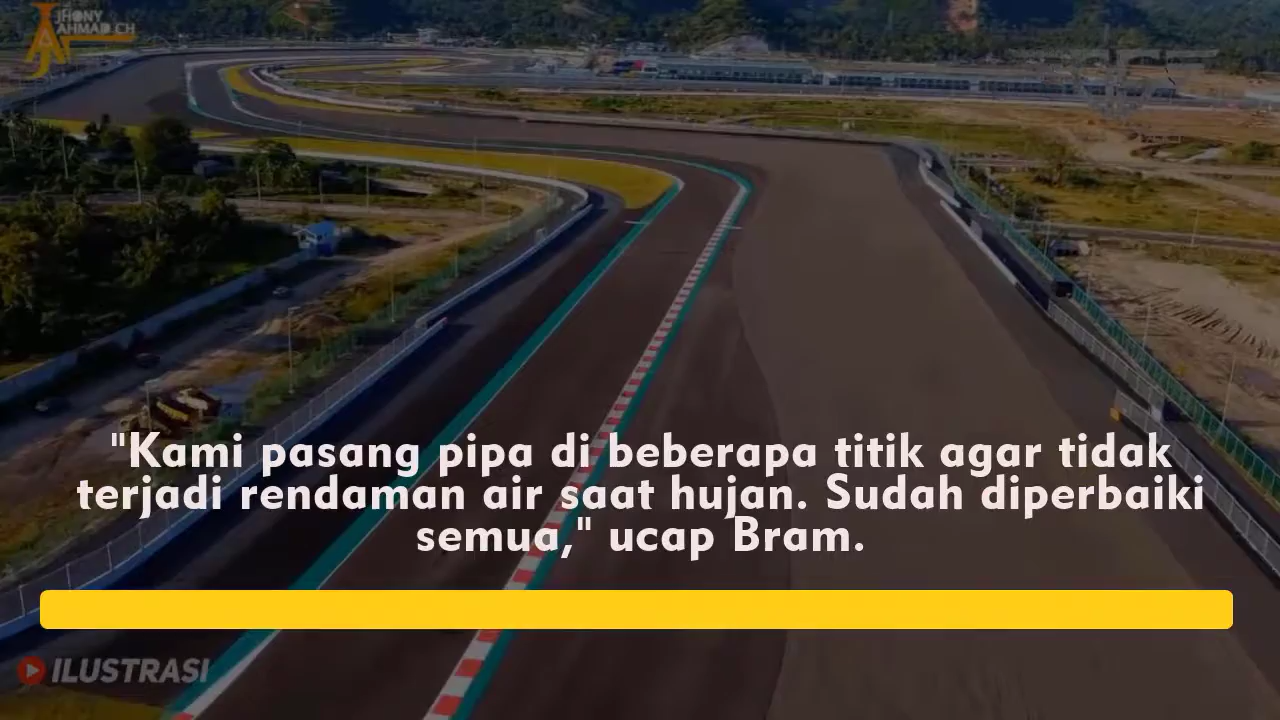 JHONY
AHMAD.CH
"Kami pasang pipa di beberapa titik agar tidak
terjadi rendaman air saat hujan. Sudah diperbaiki
semua," ucap Bram.
ILUSTRASI